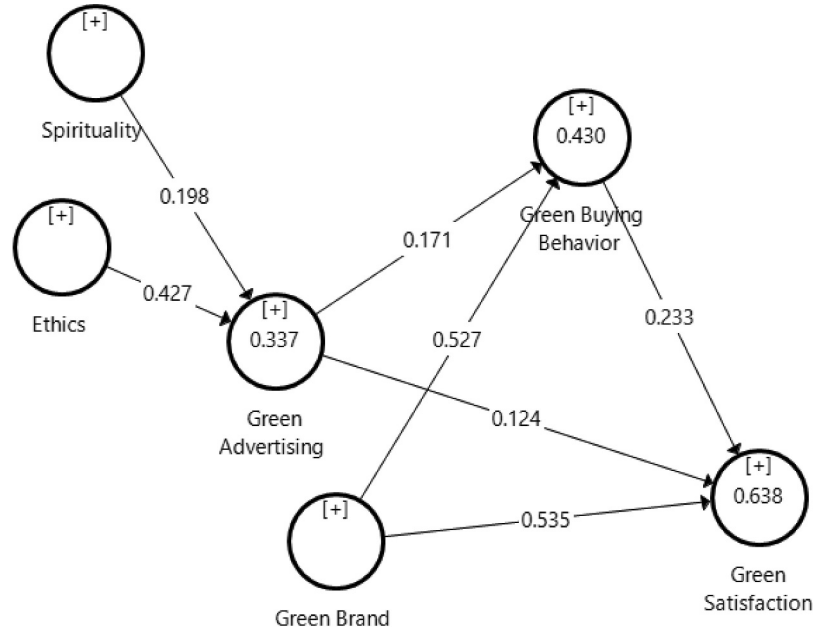 [+]
Spirituality
[+]
0.430
Green Buying
Behavior
0.198
[+]
Ethics
0.427
0.171
[+]
0.337
Green
Advertising
0.527
0.233
0.124
[+]
Green Brand
0.535
[+]
0.638
Green
Satisfaction